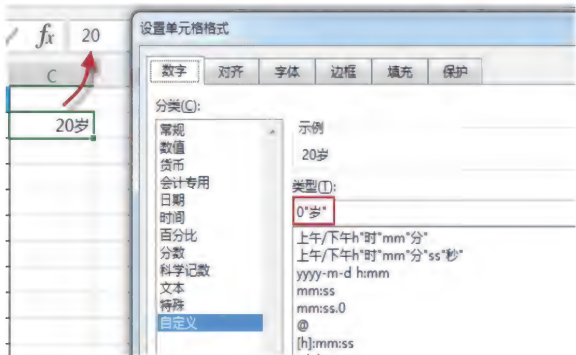 fx 20
C
20岁
设置单元格格式
数字 对齐 字体 边框 填充 保护
分类(C):
常规
数值
货币
会计专用
日期
时间
百分比
分数
科学记数
文本
特殊
自定义
示例
20岁
类型(T):
0"岁"
上午/下午h"时"mm"分"
上午/下午h"时"mm"分"ss"秒"
yyyy-m-d h:mm
mm:ss
mm:ss.0
@
[h]:mm:ss